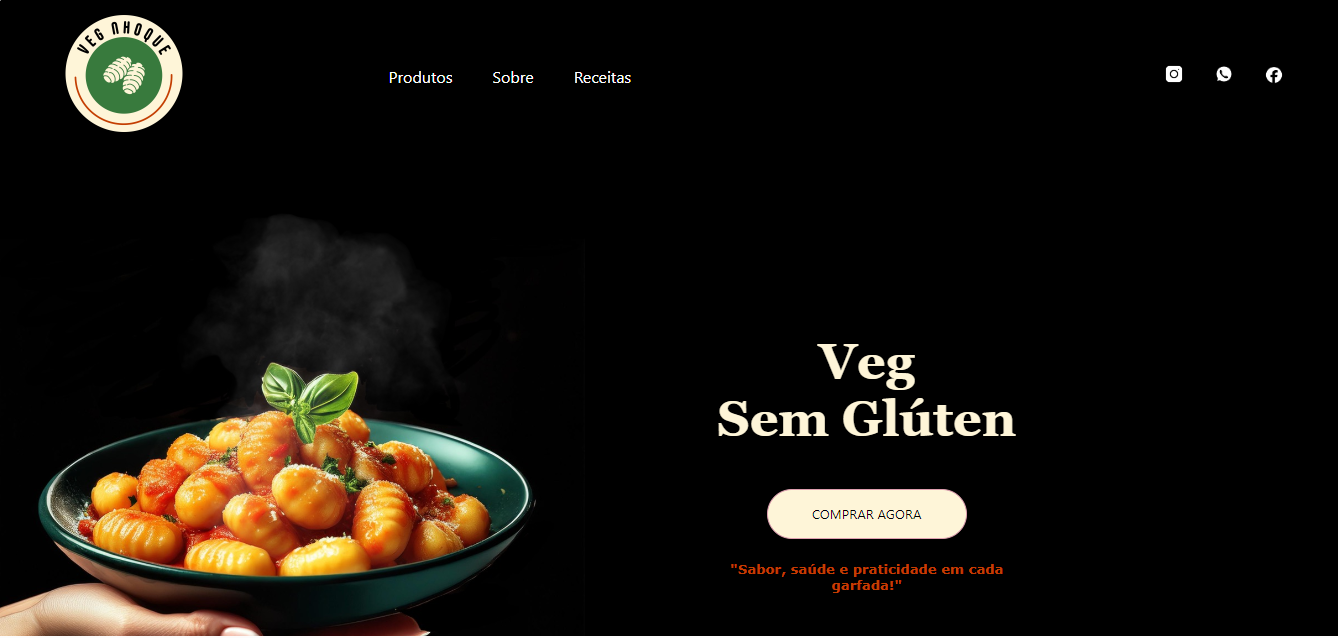 VEG NHOQUE
Produtos Sobre Receitas
Veg
Sem Glúten
COMPRAR AGORA
"Sabor, saúde e praticidade em cada
garfada!"